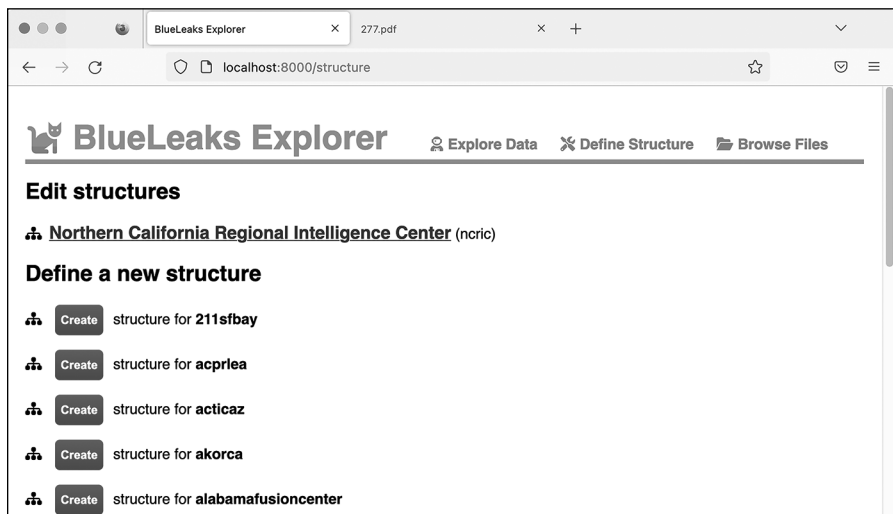 BlueLeaks Explorer
277.pdf
localhost:8000/structure
BlueLeaks Explorer
Explore Data
Define Structure
Browse Files
Edit structures
Northern California Regional Intelligence Center (ncric)
Define a new structure
Create structure for 211sfbay
Create structure for acprlea
Create structure for acticaz
Create structure for akorca
Create structure for alabamafusioncenter